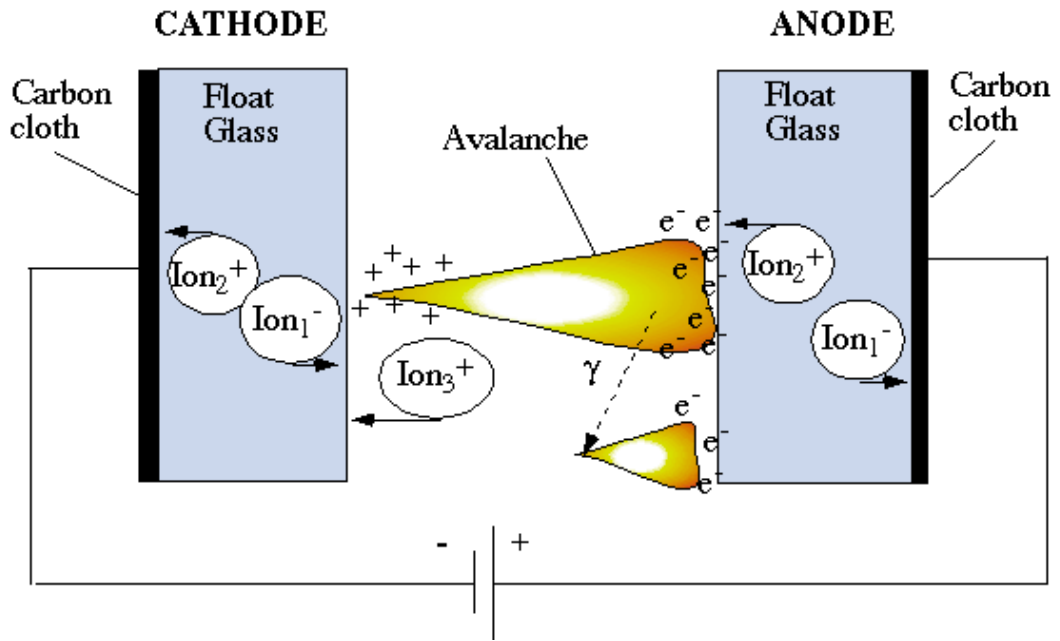 CATHODE
ANODE
Carbon
cloth
Float
Glass
Avalanche
Float
Glass
Carbon
cloth
e⁻ e⁻
e⁻
e⁻
e⁻
e⁻
e⁻ e⁻
Ion₂⁺
Ion₁⁻
+ + + + + + +
Ion₃⁺
γ
Ion₂⁺
Ion₁⁻
e⁻
e⁻
e⁻
- +